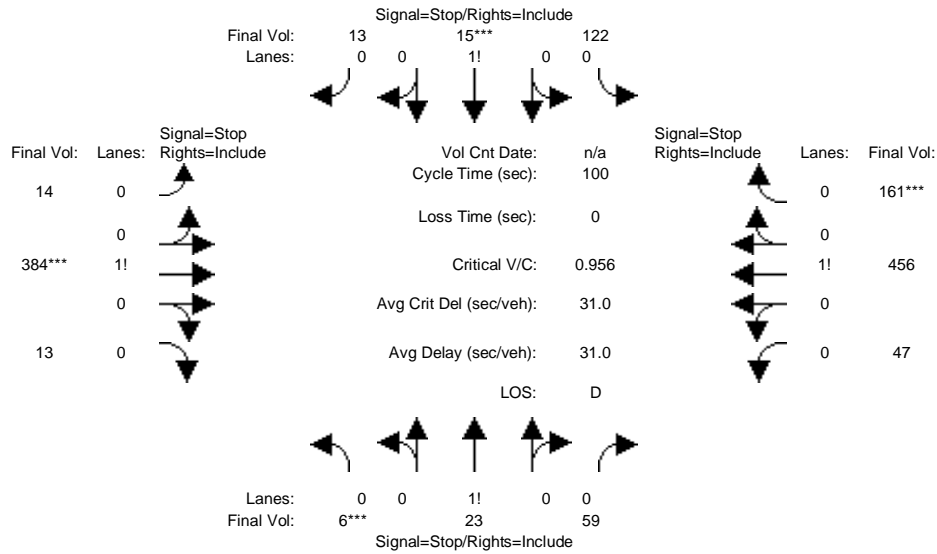 Signal=Stop/Rights=Include
Final Vol: 13 15*** 122
Lanes: 0 0 1! 0 0
Signal=Stop
Final Vol: Lanes: Rights=Include
Vol Cnt Date: n/a
Signal=Stop
Rights=Include Lanes: Final Vol:
Cycle Time (sec): 100
14 0
0 161***
Loss Time (sec): 0
0
0
384*** 1!
Critical V/C: 0.956
1! 456
0
Avg Crit Del (sec/veh): 31.0
0
13 0
Avg Delay (sec/veh): 31.0
0 47
LOS: D
Lanes: 0 0 1! 0 0
Final Vol: 6*** 23 59
Signal=Stop/Rights=Include